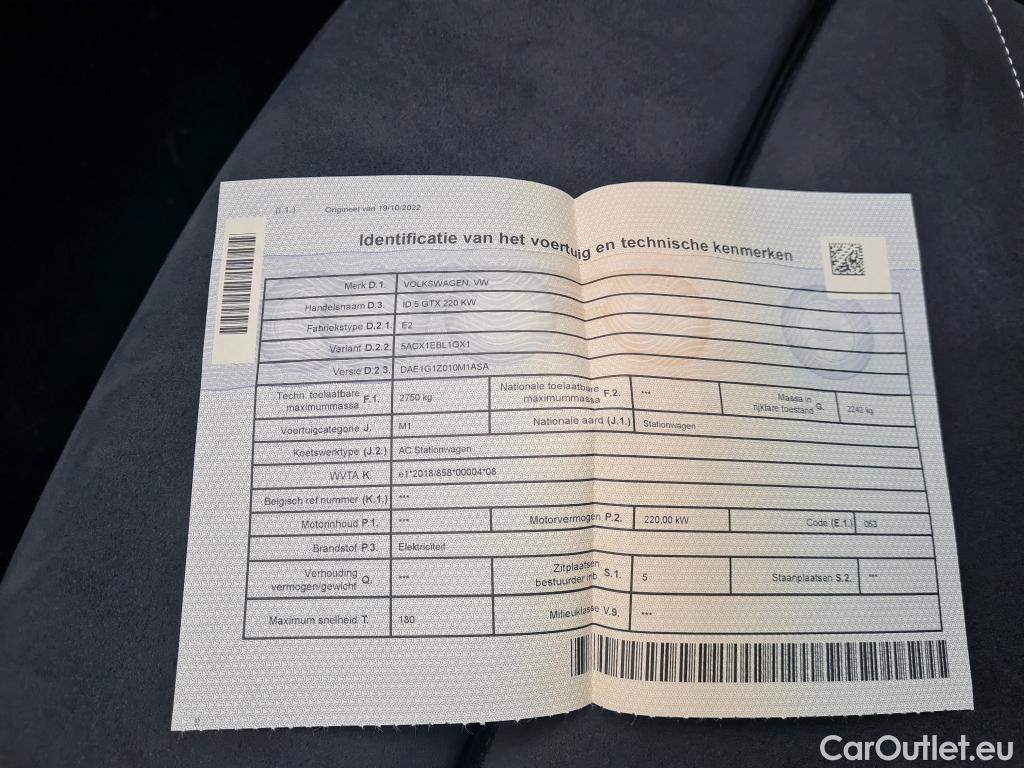 (I.1.) Origineel van 19/10/2022
Identificatie van het voertuig en technische kenmerken
Merk D.1. VOLKSWAGEN, VW
Handelsnaam D.3. ID.5 GTX 220 KW
Fabriekstype D.2.1. E2
Variant D.2.2. 5ACX1EBL1GX1
Versie D.2.3. DAE1G1Z010M1ASA
Techn. toelaatbare maximummassa F.1. 2750 kg Nationale toelaatbare maximummassa F.2. *** Massa in rijklare toestand G. 2242 kg
Voertuigcategorie J. M1 Nationale aard (J.1.) Stationwagen
Koetswerktype (J.2.) AC Stationwagen
WVTA K. e1*2018/858*00004*08
Belgisch ref nummer (K.1.) ***
Motorinhoud P.1. *** Motorvermogen P.2. 220,00 kW Code (E.1.) 053
Brandstof P.3. Elektriciteit
Verhouding vermogen/gewicht Q. *** Zitplaatsen bestuurder inb S.1. 5 Staanplaatsen S.2. ***
Maximum snelheid T. 180 Milieuklasse V.9. ***
CarOutlet.eu